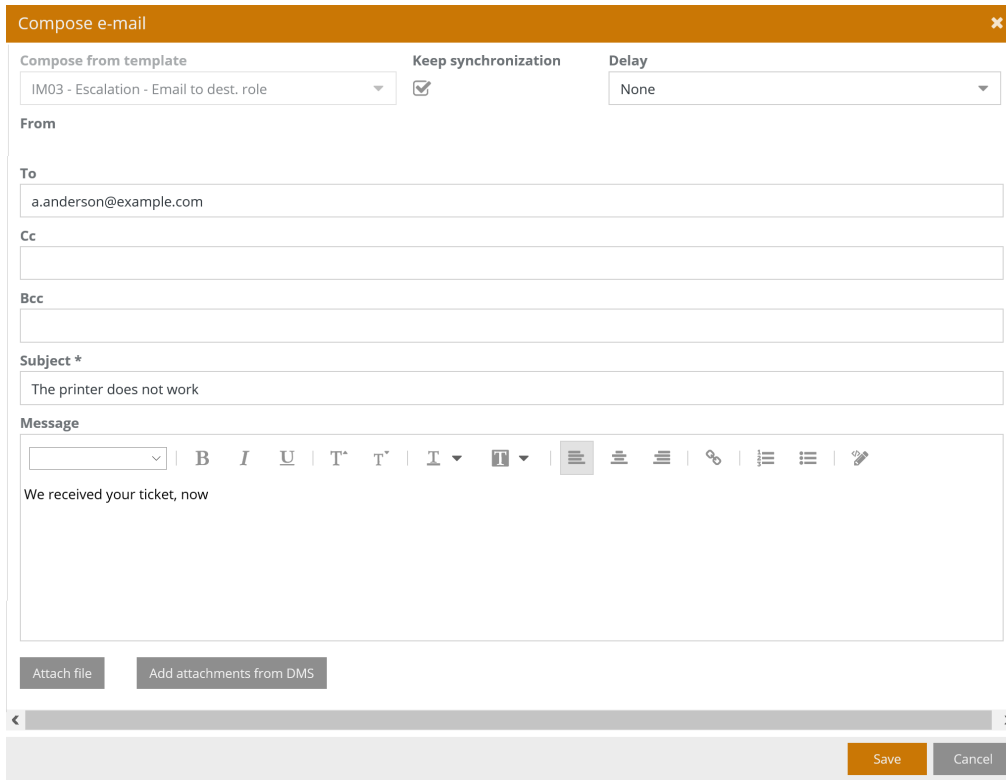 Compose e-mail
Compose from template Keep synchronization Delay
IM03 - Escalation - Email to dest. role None
From
To
a.anderson@example.com
Cc
Bcc
Subject *
The printer does not work
Message
B I U T T T T
We received your ticket, now
Attach file Add attachments from DMS
Save Cancel